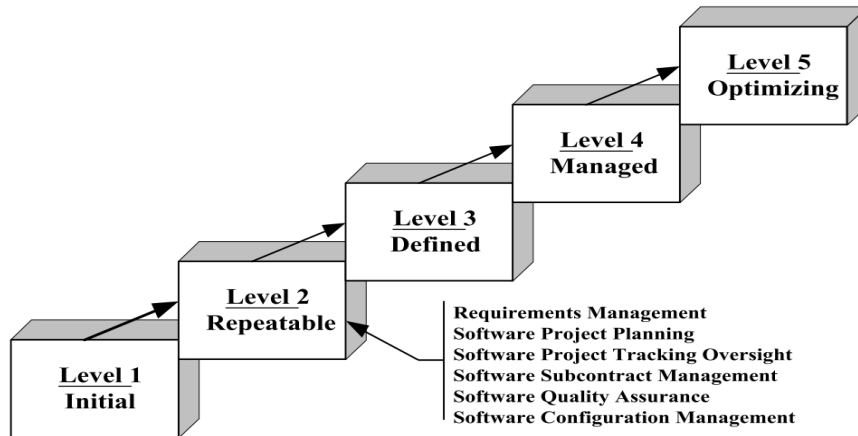 Level 5
Optimizing
Level 4
Managed
Level 3
Defined
Level 2
Repeatable
Level 1
Initial
Requirements Management
Software Project Planning
Software Project Tracking Oversight
Software Subcontract Management
Software Quality Assurance
Software Configuration Management